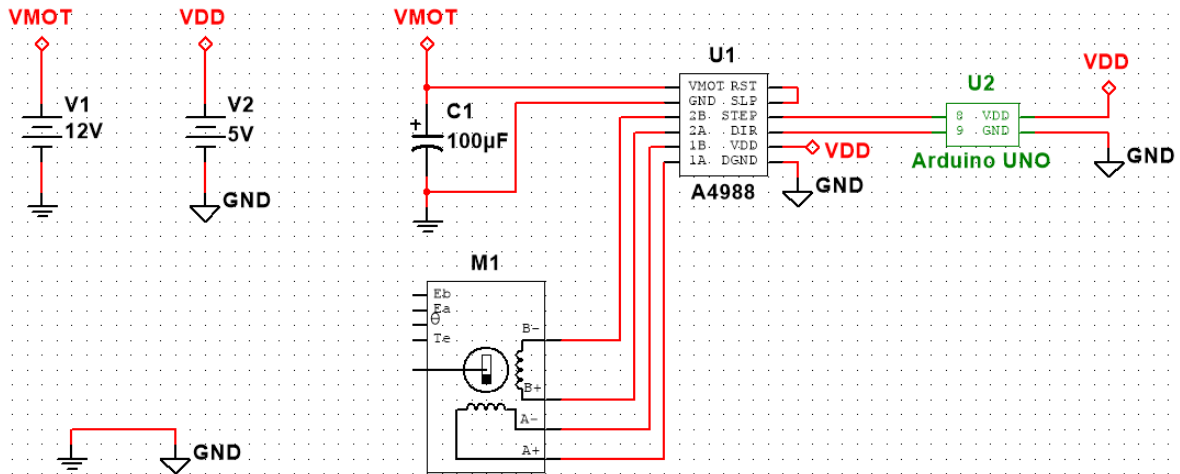 VMOT
VDD
VMOT
V1
12V
V2
5V
GND
C1
+
100µF
U1
VMOT RST
GND SLP
2B STEP
2A DIR
1B VDD
1A DGND
A4988
VDD
GND
U2
8 VDD
9 GND
Arduino UNO
VDD
GND
M1
Eb
Ea
θ
Te
B-
B+
A-
A+
GND